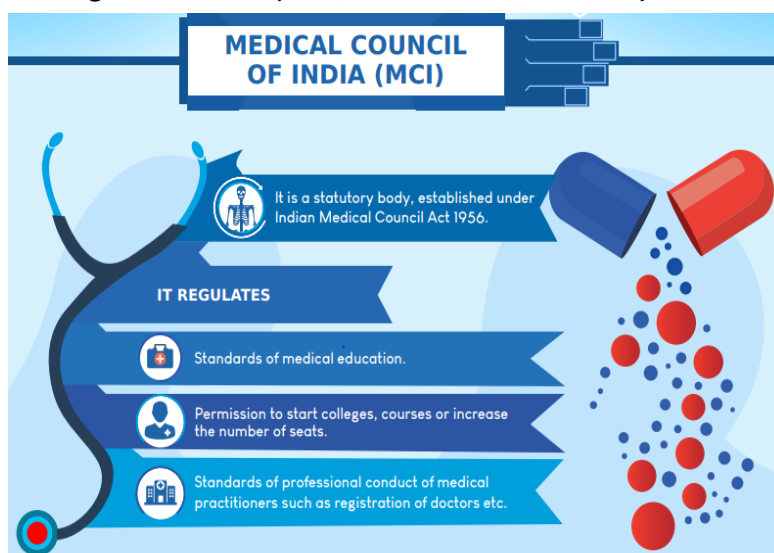 MEDICAL COUNCIL
OF INDIA (MCI)
It is a statutory body, established under
Indian Medical Council Act 1956.
IT REGULATES
Standards of medical education.
Permission to start colleges, courses or increase
the number of seats.
Standards of professional conduct of medical
practitioners such as registration of doctors etc.